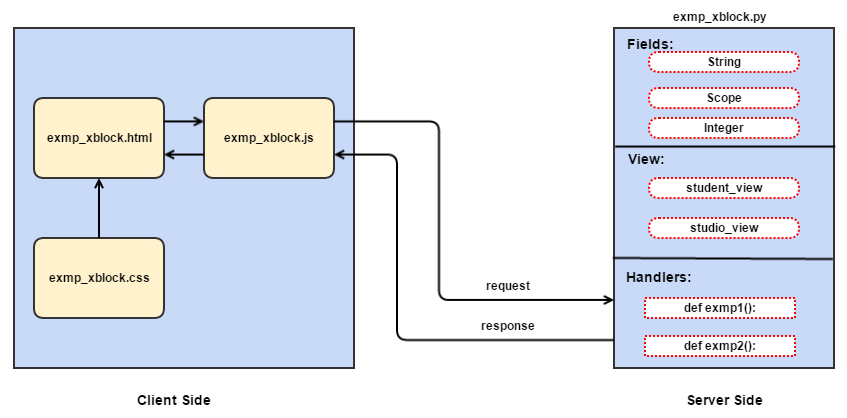 exmp_xblock.py
Fields:
String
Scope
Integer
exmp_xblock.html
exmp_xblock.js
View:
student_view
studio_view
exmp_xblock.css
Handlers:
request
def exmp1():
response
def exmp2():
Client Side
Server Side